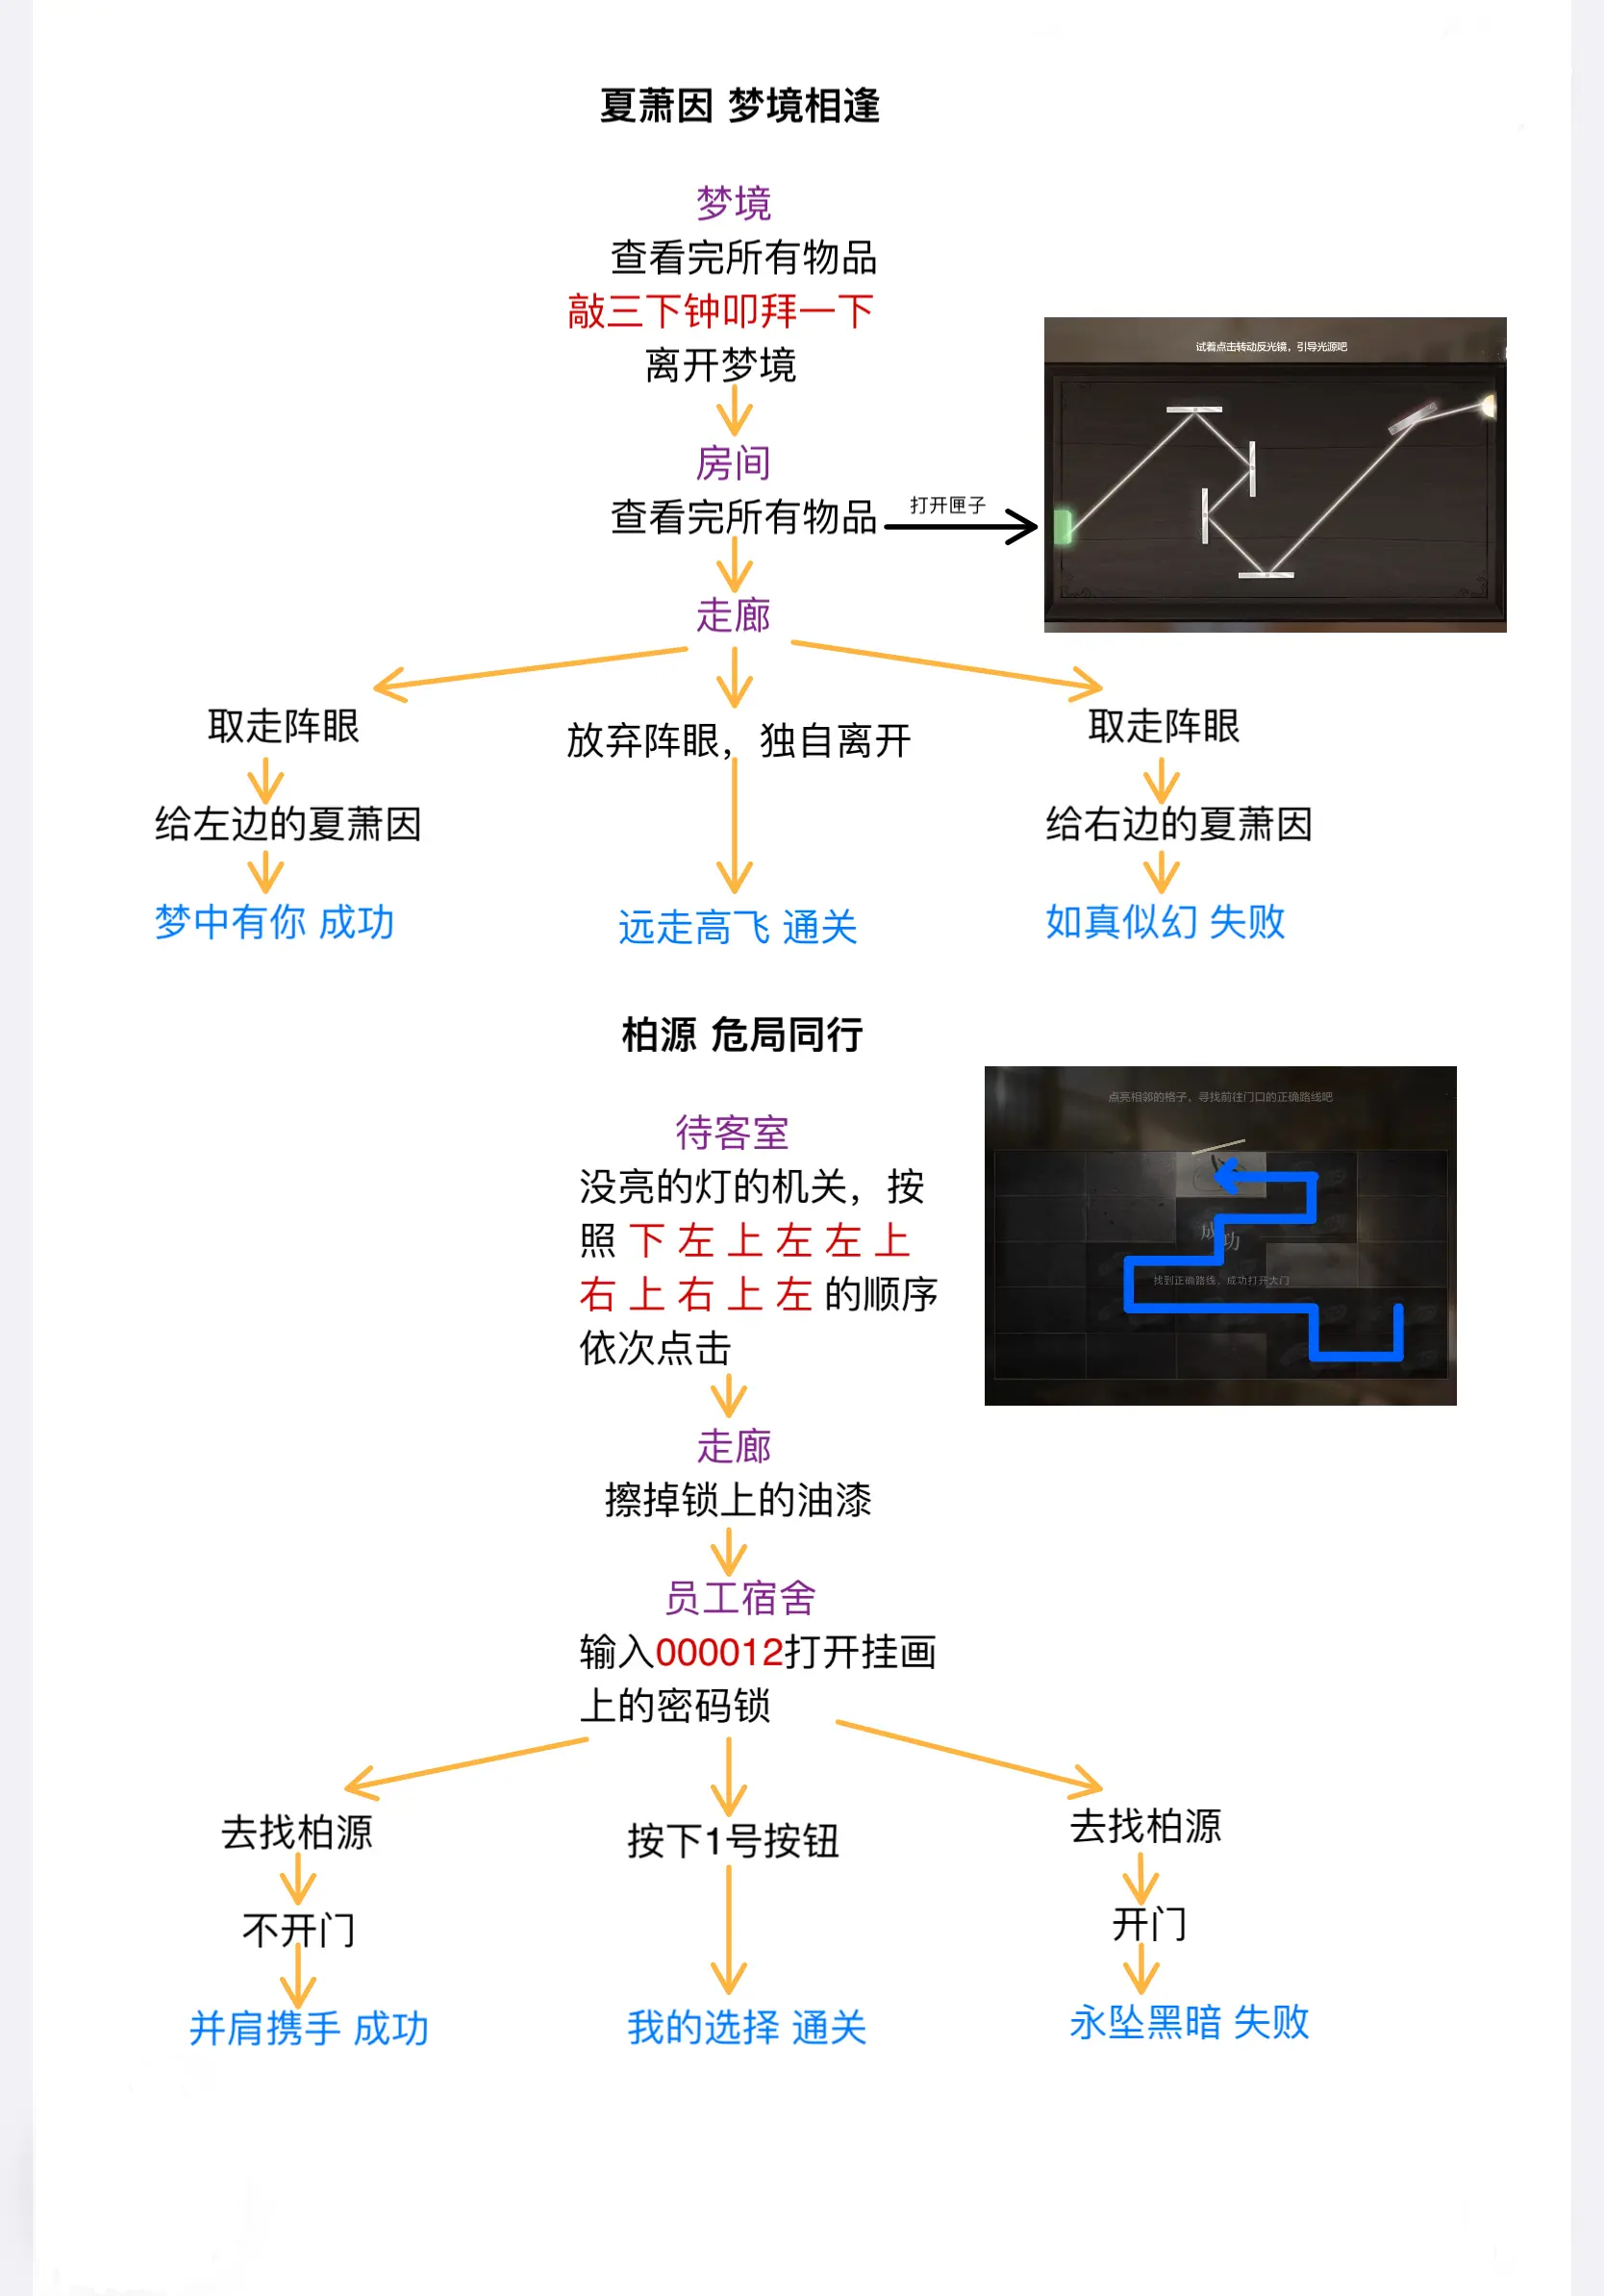 夏萧因 梦境相逢
梦境
查看完所有物品
敲三下钟叩拜一下
离开梦境
试着点击转动反光镜，引导光源吧
房间
查看完所有物品
打开匣子
走廊
取走阵眼
放弃阵眼，独自离开
取走阵眼
给左边的夏萧因
给右边的夏萧因
梦中有你 成功
远走高飞 通关
如真似幻 失败
柏源 危局同行
点亮相邻的格子，寻找前往门口的正确路线吧
待客室
没亮的灯的机关，按
照 下 左 上 左 左 上
右 上 右 上 左 的顺序
依次点击
成功
找到正确路线，成功打开大门
走廊
擦掉锁上的油漆
员工宿舍
输入000012打开挂画
上的密码锁
去找柏源
按下1号按钮
去找柏源
不开门
开门
并肩携手 成功
我的选择 通关
永坠黑暗 失败